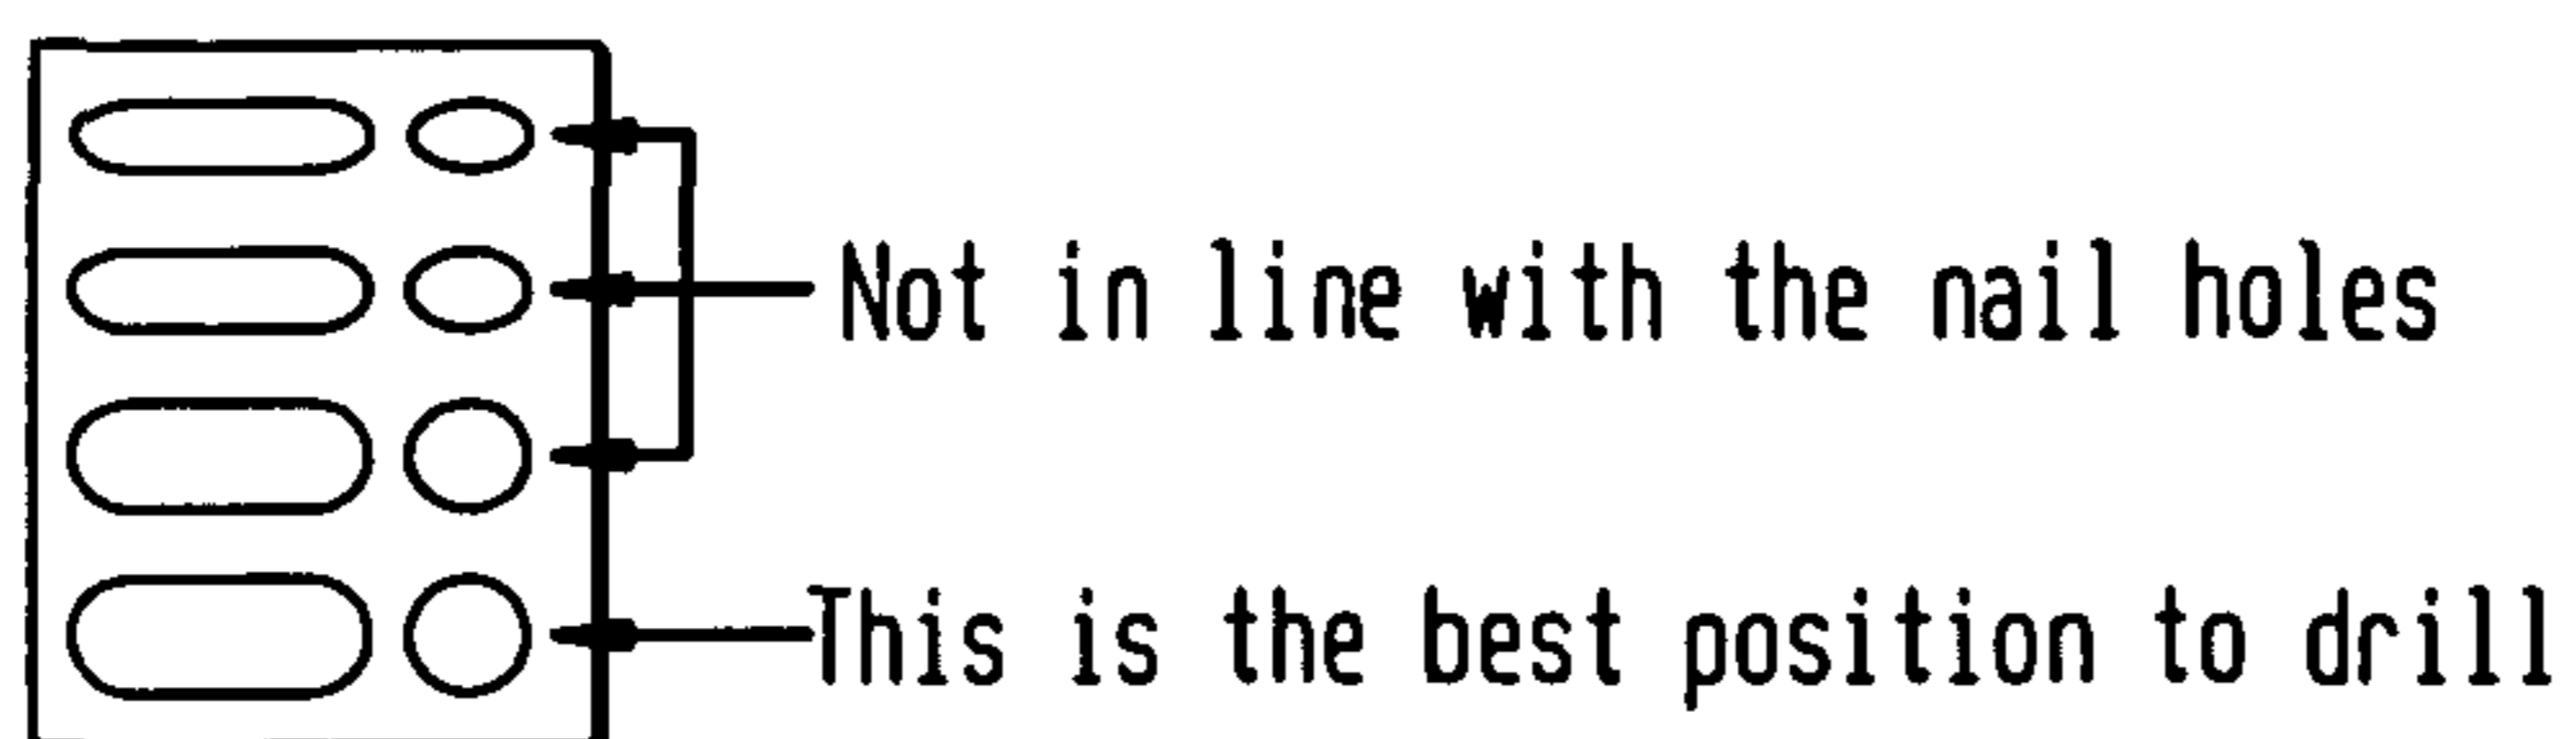 Not in line with the nail holes
This is the best position to drill